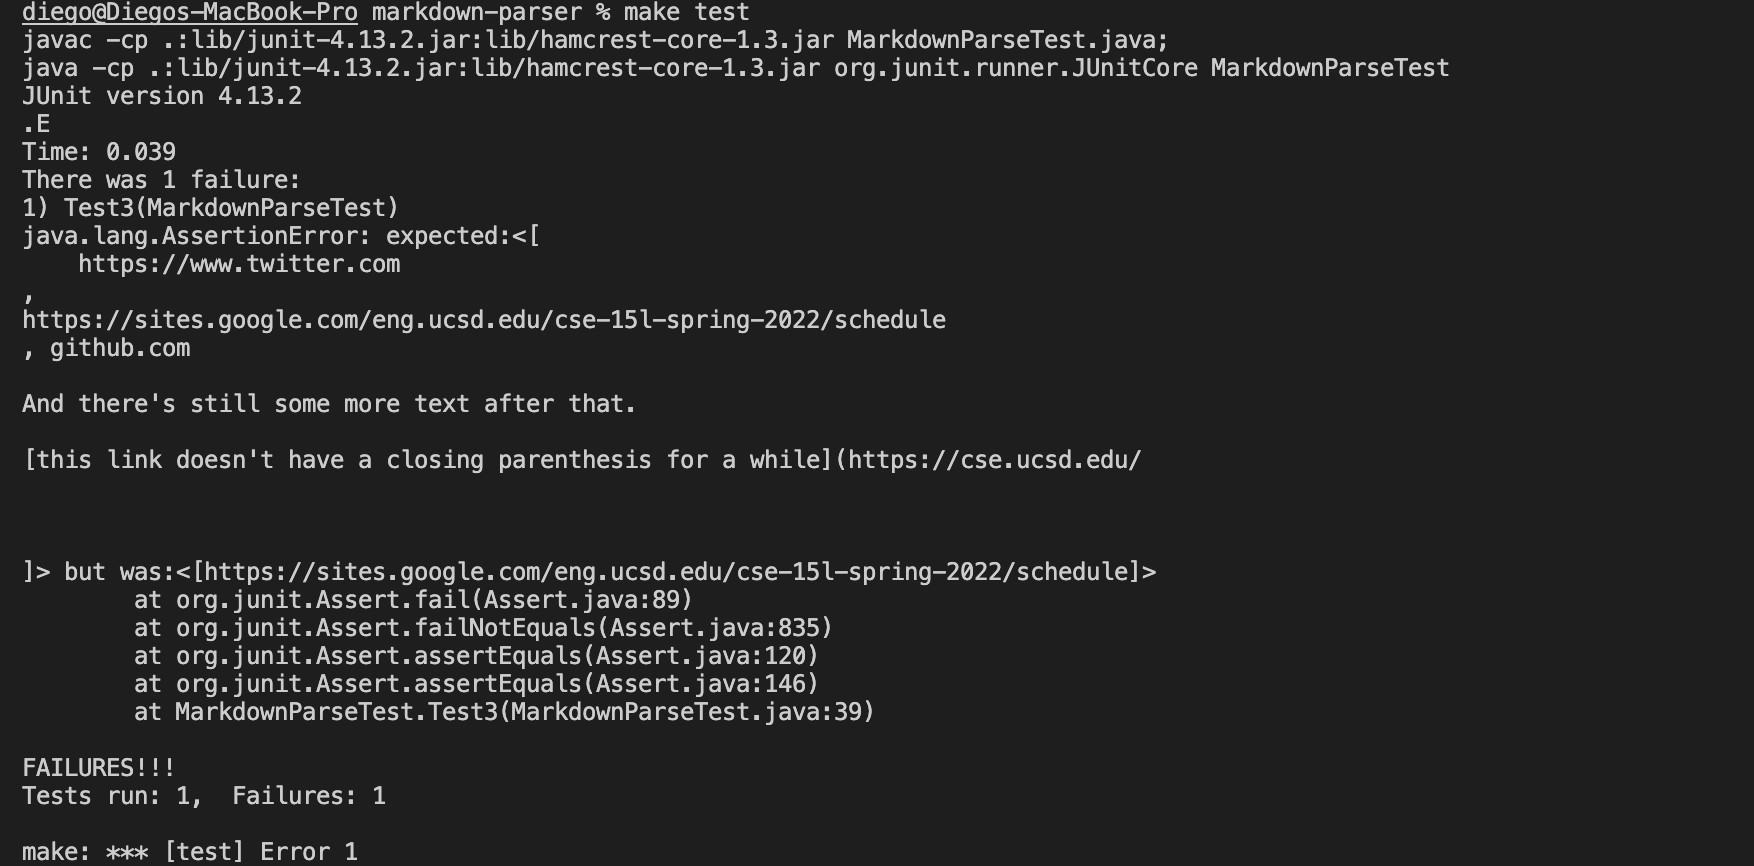 diego@Diegos-MacBook-Pro markdown-parser % make test
javac -cp .:lib/junit-4.13.2.jar:lib/hamcrest-core-1.3.jar MarkdownParseTest.java;
java -cp .:lib/junit-4.13.2.jar:lib/hamcrest-core-1.3.jar org.junit.runner.JUnitCore MarkdownParseTest
JUnit version 4.13.2
.E
Time: 0.039
There was 1 failure:
1) Test3(MarkdownParseTest)
java.lang.AssertionError: expected:<[
    https://www.twitter.com
,
https://sites.google.com/eng.ucsd.edu/cse-15l-spring-2022/schedule
, github.com

And there's still some more text after that.

[this link doesn't have a closing parenthesis for a while](https://cse.ucsd.edu/



]> but was:<[https://sites.google.com/eng.ucsd.edu/cse-15l-spring-2022/schedule]>
        at org.junit.Assert.fail(Assert.java:89)
        at org.junit.Assert.failNotEquals(Assert.java:835)
        at org.junit.Assert.assertEquals(Assert.java:120)
        at org.junit.Assert.assertEquals(Assert.java:146)
        at MarkdownParseTest.Test3(MarkdownParseTest.java:39)

FAILURES!!!
Tests run: 1,  Failures: 1

make: *** [test] Error 1